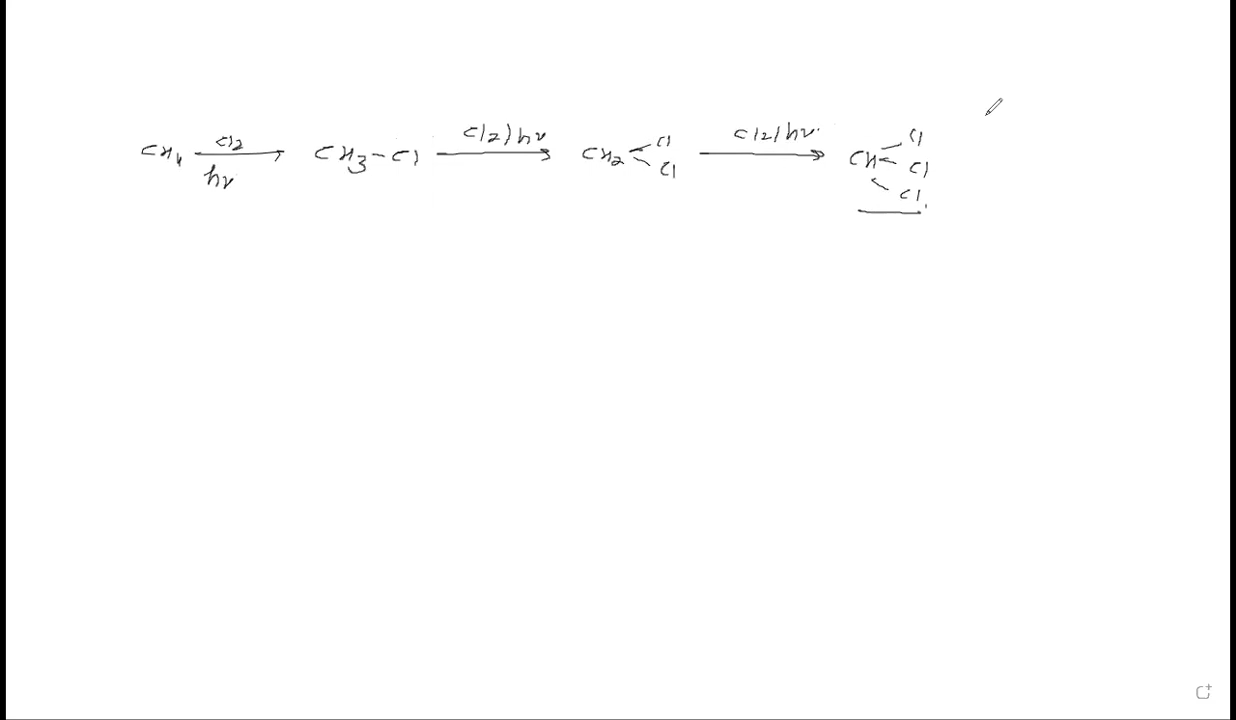 CH4 —Cl2/hν→ CH3-Cl —Cl2/hν→ CH2 Cl Cl —Cl2/hν→ CH Cl Cl Cl